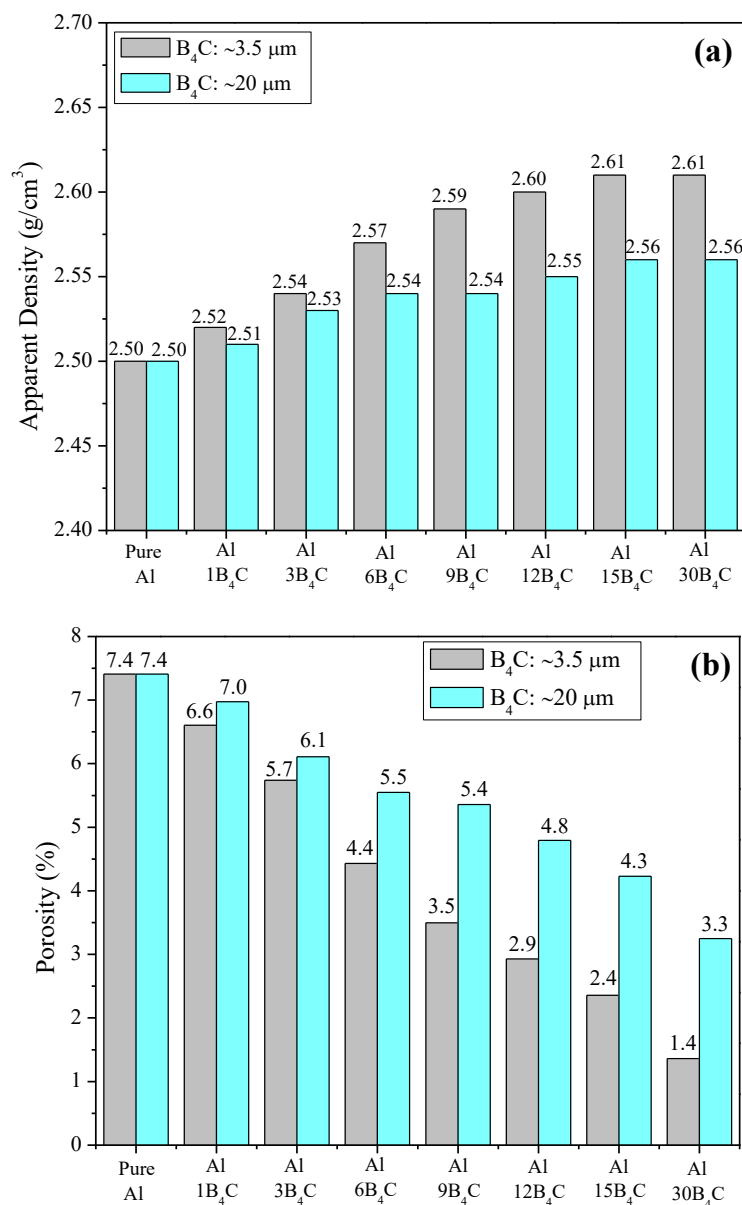 (a)
B₄C: ~3.5 μm
B₄C: ~20 μm
Apparent Density (g/cm³)
2.70
2.65
2.60
2.55
2.50
2.45
2.40
2.50 2.50
2.52 2.51
2.54 2.53
2.57 2.54
2.59 2.54
2.60 2.55
2.61 2.56
2.61 2.56
Pure Al Al Al Al Al Al Al
Al 1B₄C 3B₄C 6B₄C 9B₄C 12B₄C 15B₄C 30B₄C
(b)
B₄C: ~3.5 μm
B₄C: ~20 μm
Porosity (%)
8
7
6
5
4
3
2
1
0
7.4 7.4
6.6 7.0
5.7 6.1
4.4 5.5
3.5 5.4
2.9 4.8
2.4 4.3
1.4 3.3
Pure Al Al Al Al Al Al Al
Al 1B₄C 3B₄C 6B₄C 9B₄C 12B₄C 15B₄C 30B₄C